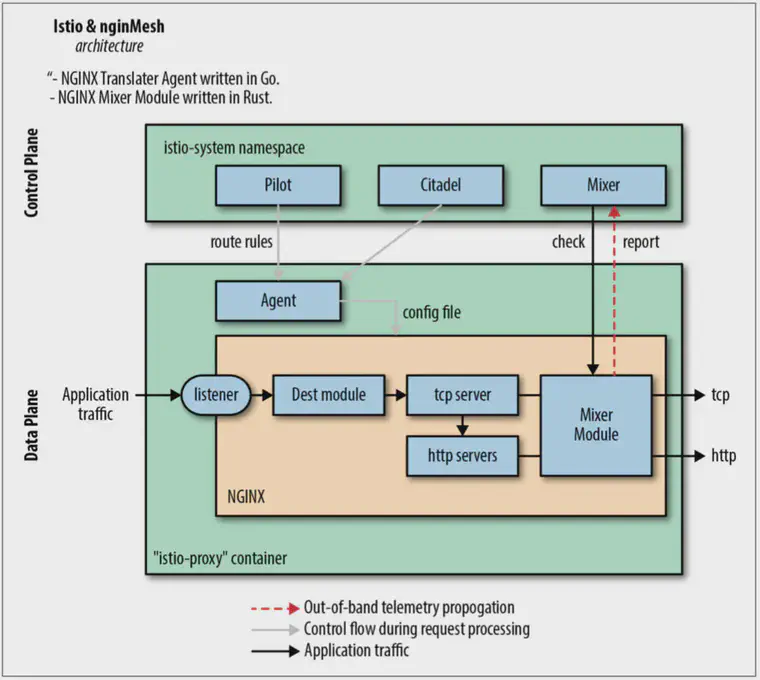 Istio & nginMesh
architecture
“- NGINX Translater Agent written in Go.
- NGINX Mixer Module written in Rust.
Control Plane
istio-system namespace
Pilot
Citadel
Mixer
route rules
check
report
Agent
config file
Data Plane
Application
traffic
listener
Dest module
tcp server
http servers
Mixer
Module
tcp
http
NGINX
"istio-proxy" container
Out-of-band telemetry propogation
Control flow during request processing
Application traffic